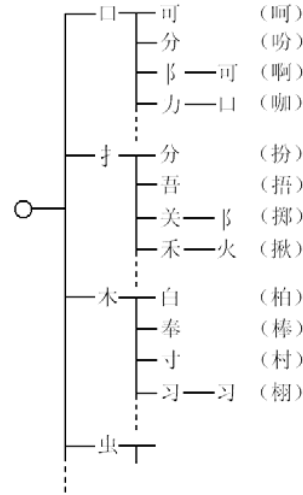 口 可 (呵)
分 (吩)
阝 可 (啊)
力 口 (咖)
扌 分 (扮)
吾 (捂)
关 阝 (掷)
禾 火 (揪)
木 白 (柏)
奉 (棒)
寸 (村)
习 习 (栩)
虫